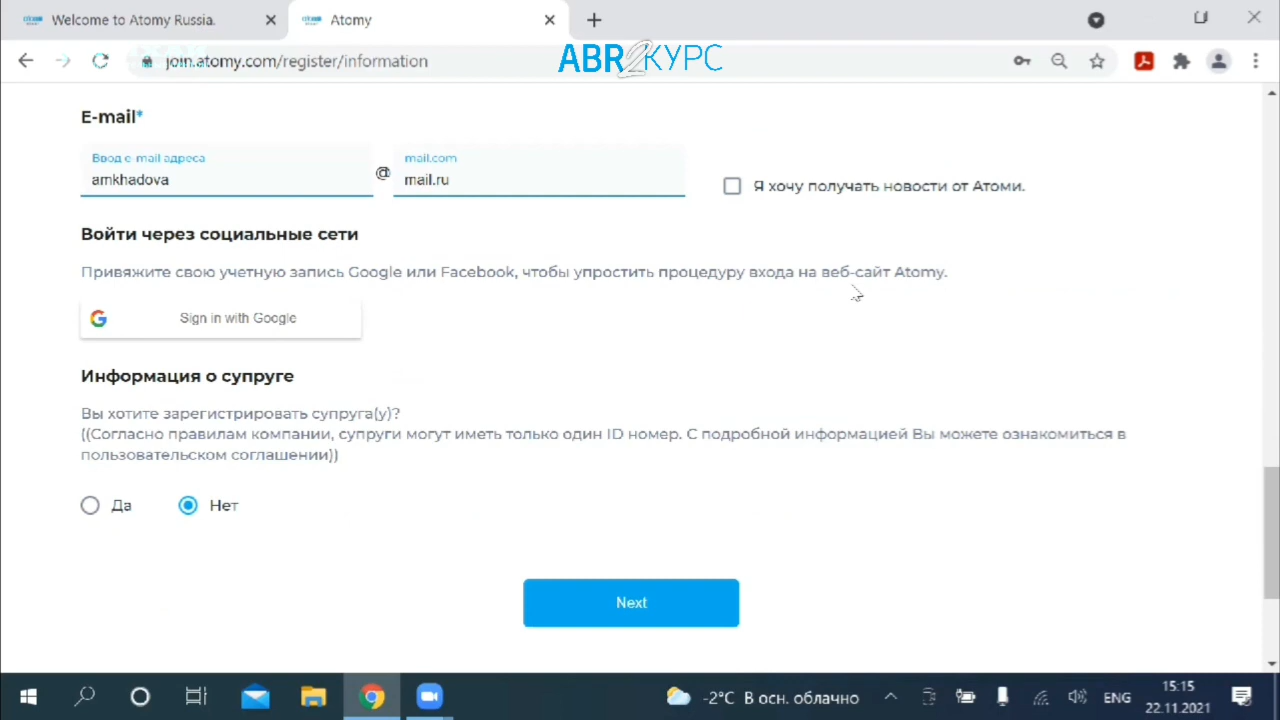 Welcome to Atomy Russia.
Atomy
join.atomy.com/register/information
ABR2КУРС
E-mail*
Ввод e-mail адреса
mail.com
amkhadova
@
mail.ru
Я хочу получать новости от Атоми.
Войти через социальные сети
Привяжите свою учетную запись Google или Facebook, чтобы упростить процедуру входа на веб-сайт Atomy.
Sign in with Google
Информация о супруге
Вы хотите зарегистрировать супруга(у)?
((Согласно правилам компании, супруги могут иметь только один ID номер. С подробной информацией Вы можете ознакомиться в
пользовательском соглашении))
Да
Нет
Next
-2°C В осн. облачно
ENG
15:15
22.11.2021